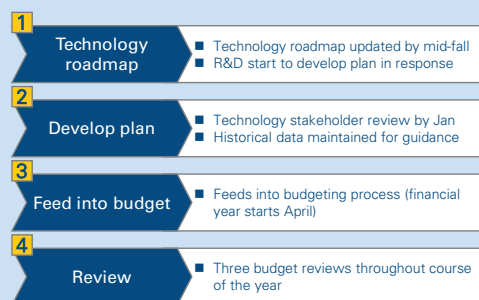 1
Technology
roadmap
■ Technology roadmap updated by mid-fall
■ R&D start to develop plan in response
2
Develop plan
■ Technology stakeholder review by Jan
■ Historical data maintained for guidance
3
Feed into budget
■ Feeds into budgeting process (financial
year starts April)
4
Review
■ Three budget reviews throughout course
of the year